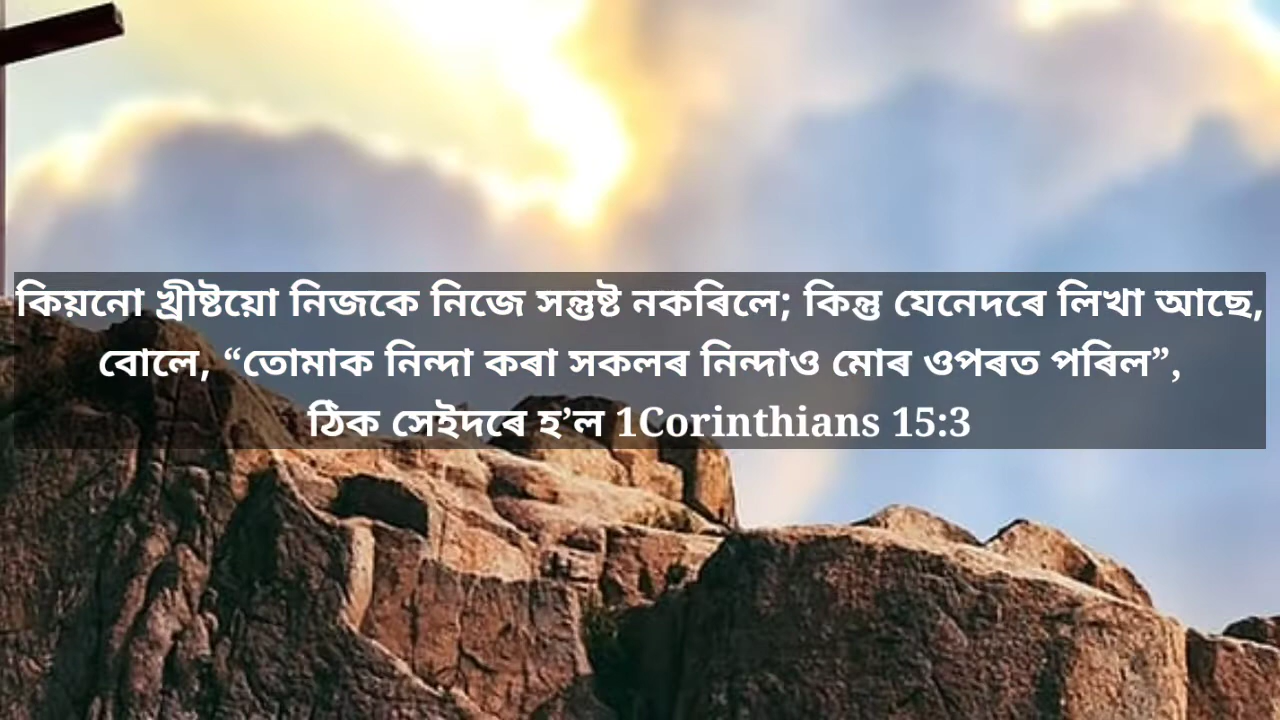 কিয়নো খ্ৰীষ্টয়ো নিজকে নিজে সন্তুষ্ট নকৰিলে; কিন্তু যেনেদৰে লিখা আছে,
বোলে, “তোমাক নিন্দা কৰা সকলৰ নিন্দাও মোৰ ওপৰত পৰিল”,
ঠিক সেইদৰে হ’ল 1Corinthians 15:3